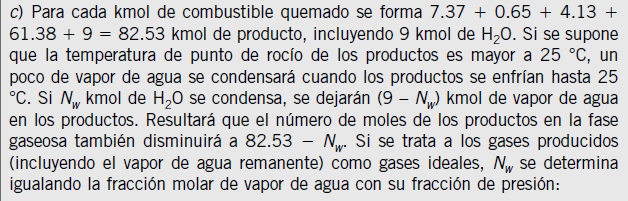 c) Para cada kmol de combustible quemado se forma 7.37 + 0.65 + 4.13 +
61.38 + 9 = 82.53 kmol de producto, incluyendo 9 kmol de H₂O. Si se supone
que la temperatura de punto de rocío de los productos es mayor a 25 °C, un
poco de vapor de agua se condensará cuando los productos se enfrían hasta 25
°C. Si Nw kmol de H₂O se condensa, se dejarán (9 – Nw) kmol de vapor de agua
en los productos. Resultará que el número de moles de los productos en la fase
gaseosa también disminuirá a 82.53 – Nw. Si se trata a los gases producidos
(incluyendo el vapor de agua remanente) como gases ideales, Nw se determina
igualando la fracción molar de vapor de agua con su fracción de presión: